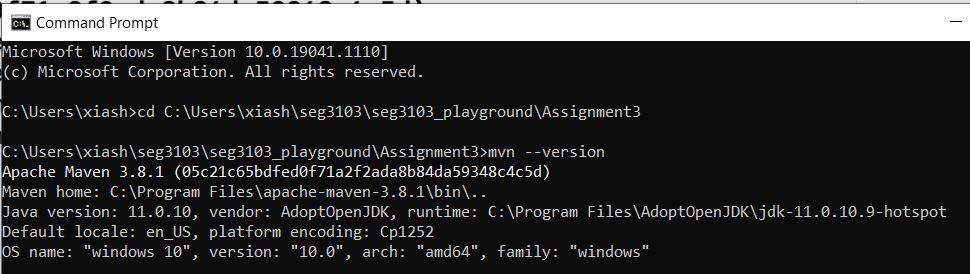 Command Prompt
Microsoft Windows [Version 10.0.19041.1110]
(c) Microsoft Corporation. All rights reserved.
C:\Users\xiash>cd C:\Users\xiash\seg3103\seg3103_playground\Assignment3
C:\Users\xiash\seg3103\seg3103_playground\Assignment3>mvn --version
Apache Maven 3.8.1 (05c21c65bdfed0f71a2f2ada8b84da59348c4c5d)
Maven home: C:\Program Files\apache-maven-3.8.1\bin\..
Java version: 11.0.10, vendor: AdoptOpenJDK, runtime: C:\Program Files\AdoptOpenJDK\jdk-11.0.10.9-hotspot
Default locale: en_US, platform encoding: Cp1252
OS name: "windows 10", version: "10.0", arch: "amd64", family: "windows"